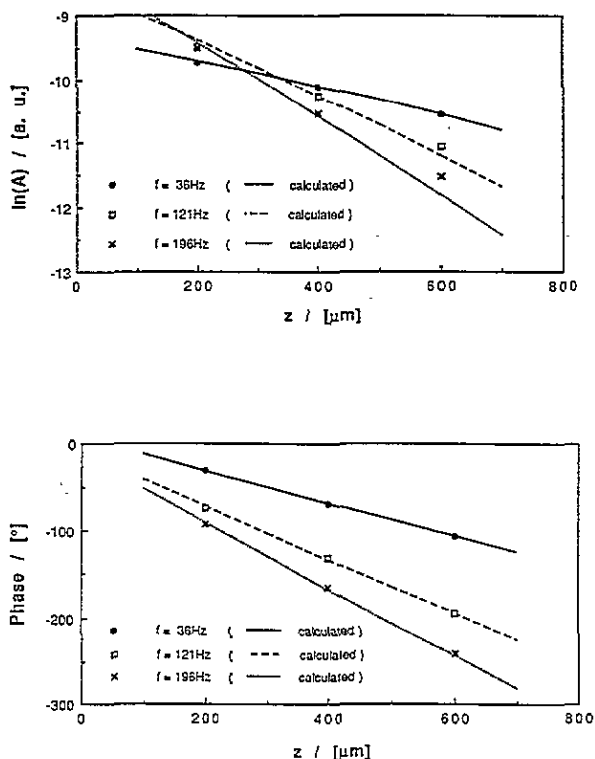 -9
-10
-11
-12
-13
ln(A) / [a. u.]
f = 36Hz ( calculated )
f = 121Hz ( calculated )
f = 196Hz ( calculated )
0 200 400 600 800
z / [μm]
0
-100
-200
-300
Phase / [°]
f = 36Hz ( calculated )
f = 121Hz ( calculated )
f = 196Hz ( calculated )
0 200 400 600 800
z / [μm]